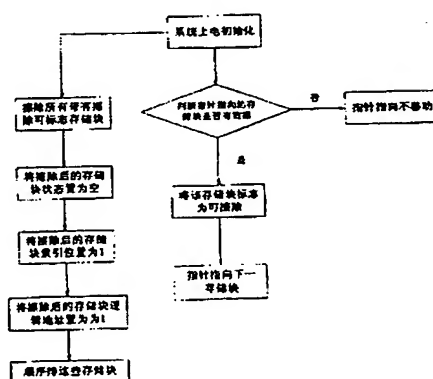 系统上电初始化
擦除所有带有擦
除可标志存储块
判断指针指向的存
储块是否有数据
否
指针指向不移动
是
将擦除后的存储
块状态置为空
将该存储块标志
为可擦除
将擦除后的存储
块索引位置为1
指针指向下一
存储块
将擦除后的存储块逻
辑地址置为为1
顺序排这些存储块